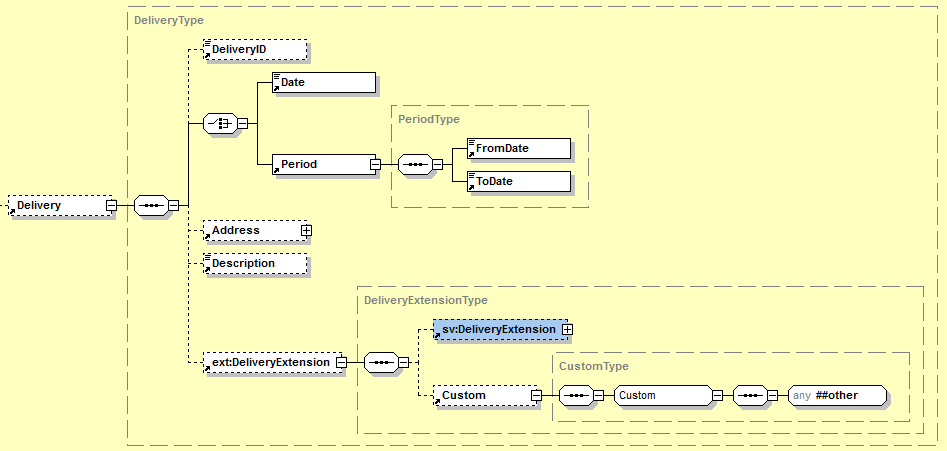 DeliveryType
DeliveryID
Date
PeriodType
FromDate
Period
ToDate
Delivery
Address
Description
DeliveryExtensionType
sv:DeliveryExtension
ext:DeliveryExtension
CustomType
Custom
Custom
any ##other